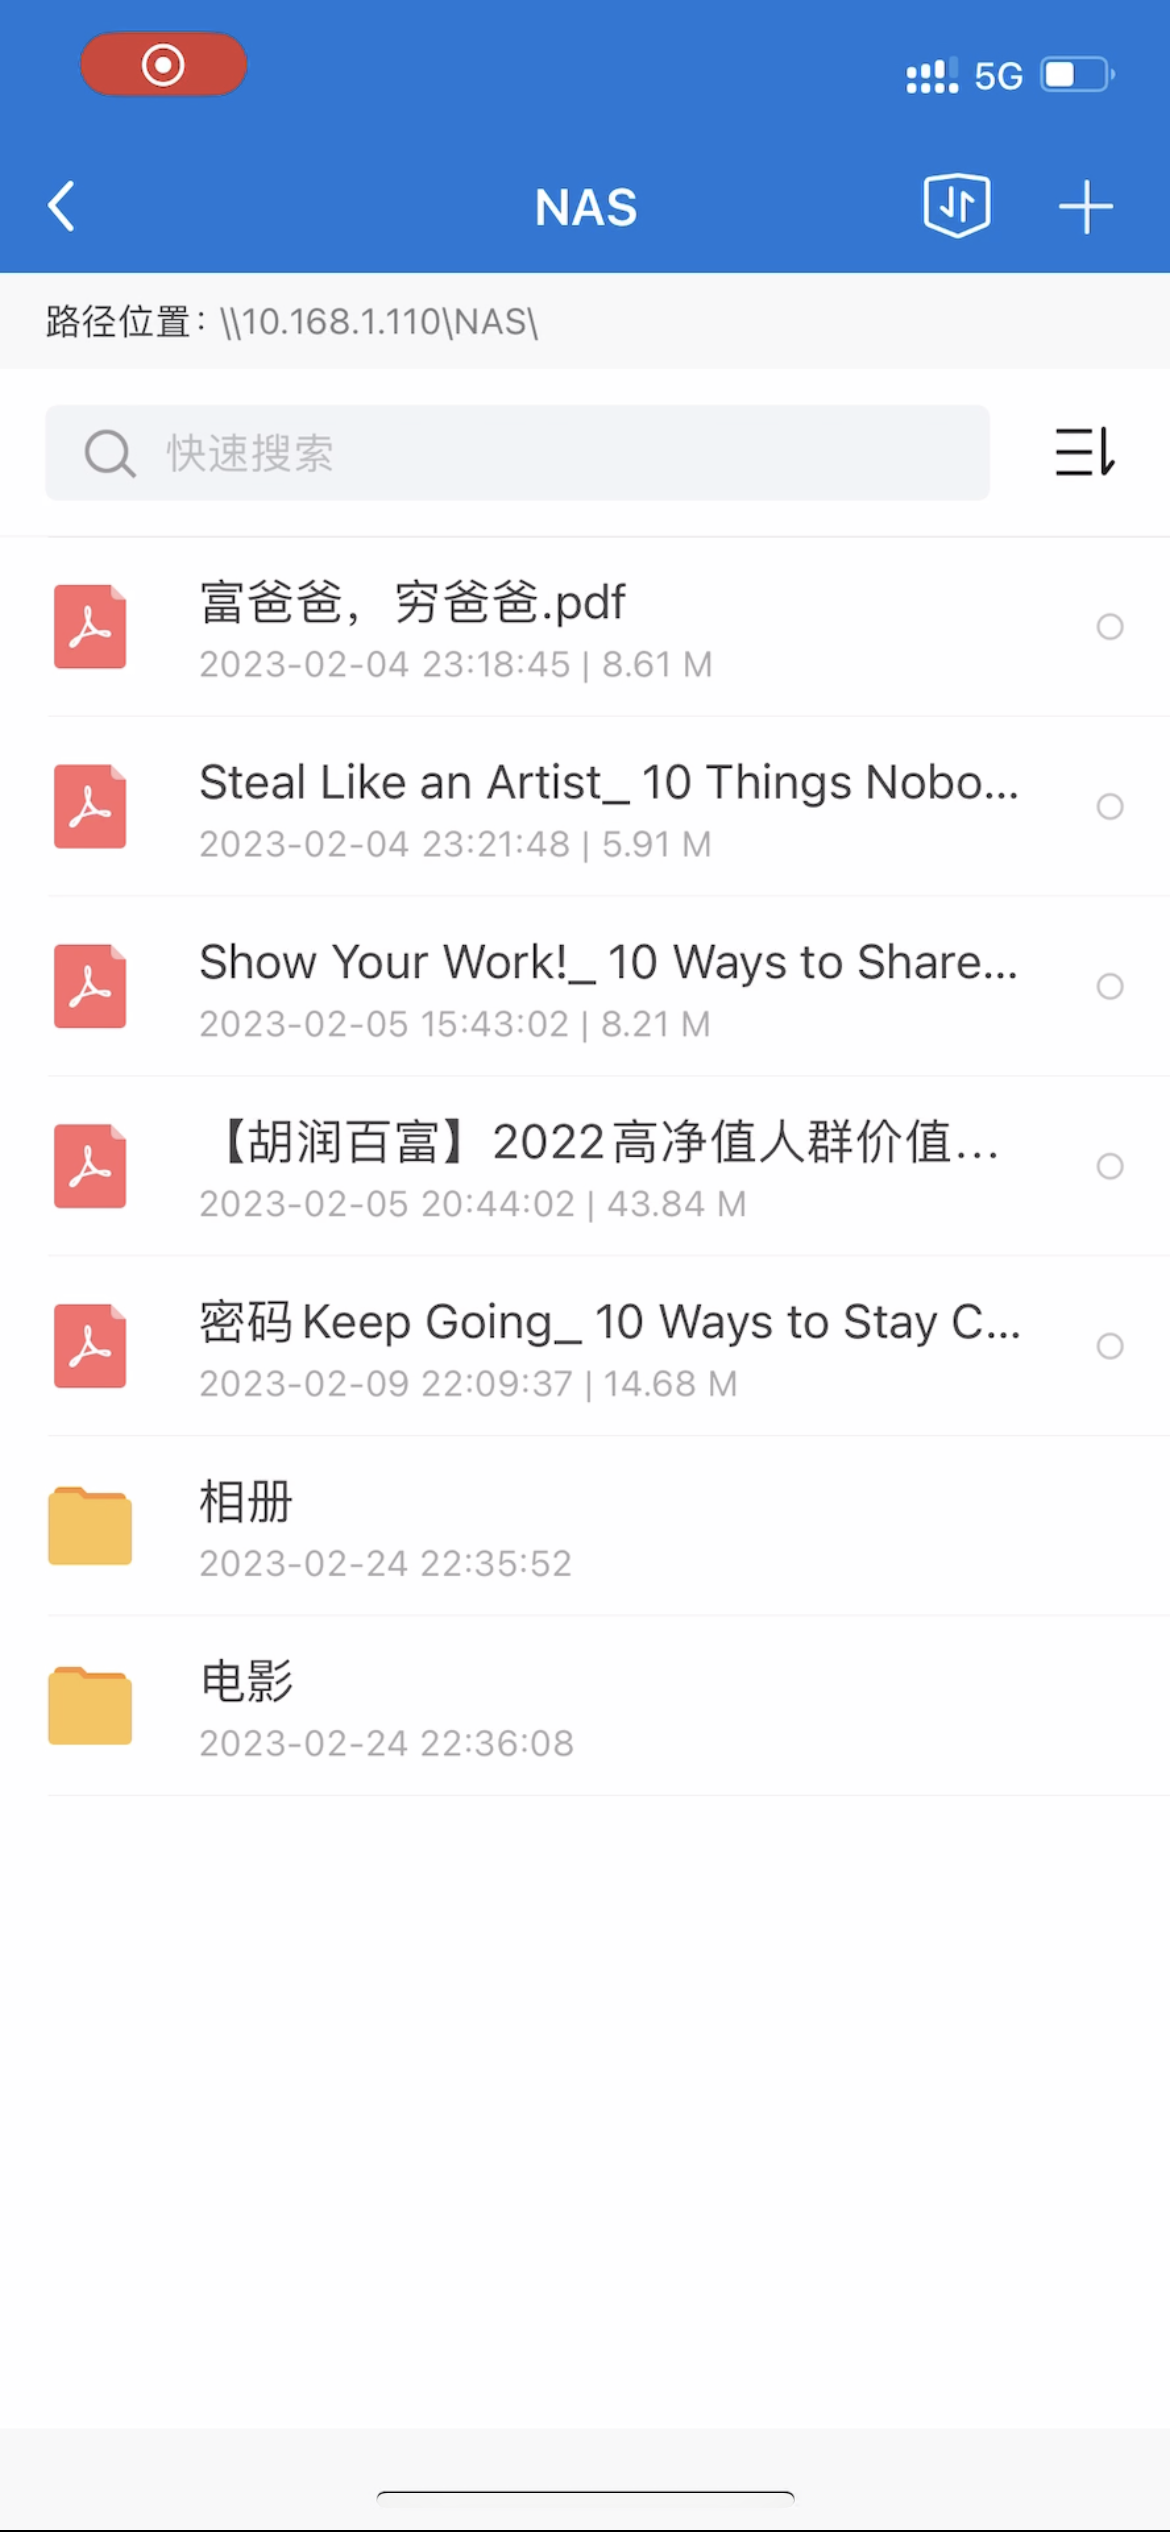 5G
NAS
路径位置：\\10.168.1.110\NAS\
快速搜索
富爸爸，穷爸爸.pdf
2023-02-04 23:18:45 | 8.61 M
Steal Like an Artist_ 10 Things Nobo...
2023-02-04 23:21:48 | 5.91 M
Show Your Work!_ 10 Ways to Share...
2023-02-05 15:43:02 | 8.21 M
【胡润百富】2022高净值人群价值...
2023-02-05 20:44:02 | 43.84 M
密码Keep Going_ 10 Ways to Stay C...
2023-02-09 22:09:37 | 14.68 M
相册
2023-02-24 22:35:52
电影
2023-02-24 22:36:08